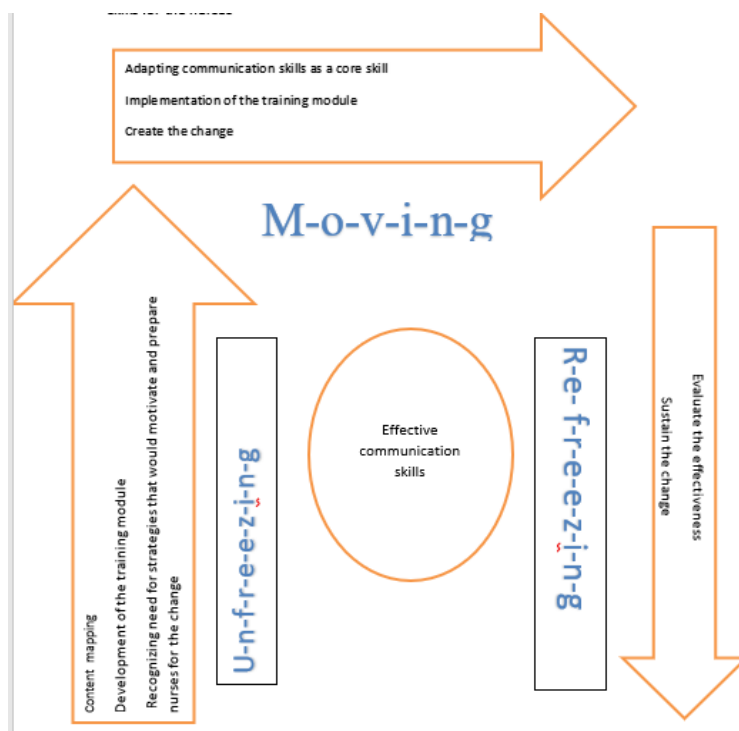 Adapting communication skills as a core skill
Implementation of the training module
Create the change
M-o-v-i-n-g
Content mapping
Development of the training module
Recognizing need for strategies that would motivate and prepare
nurses for the change
U-n-f-r-e-e-z-i-n-g
Effective
communication
skills
R-e- f-r-e-e-z-i-n-g
Evaluate the effectiveness
Sustain the change